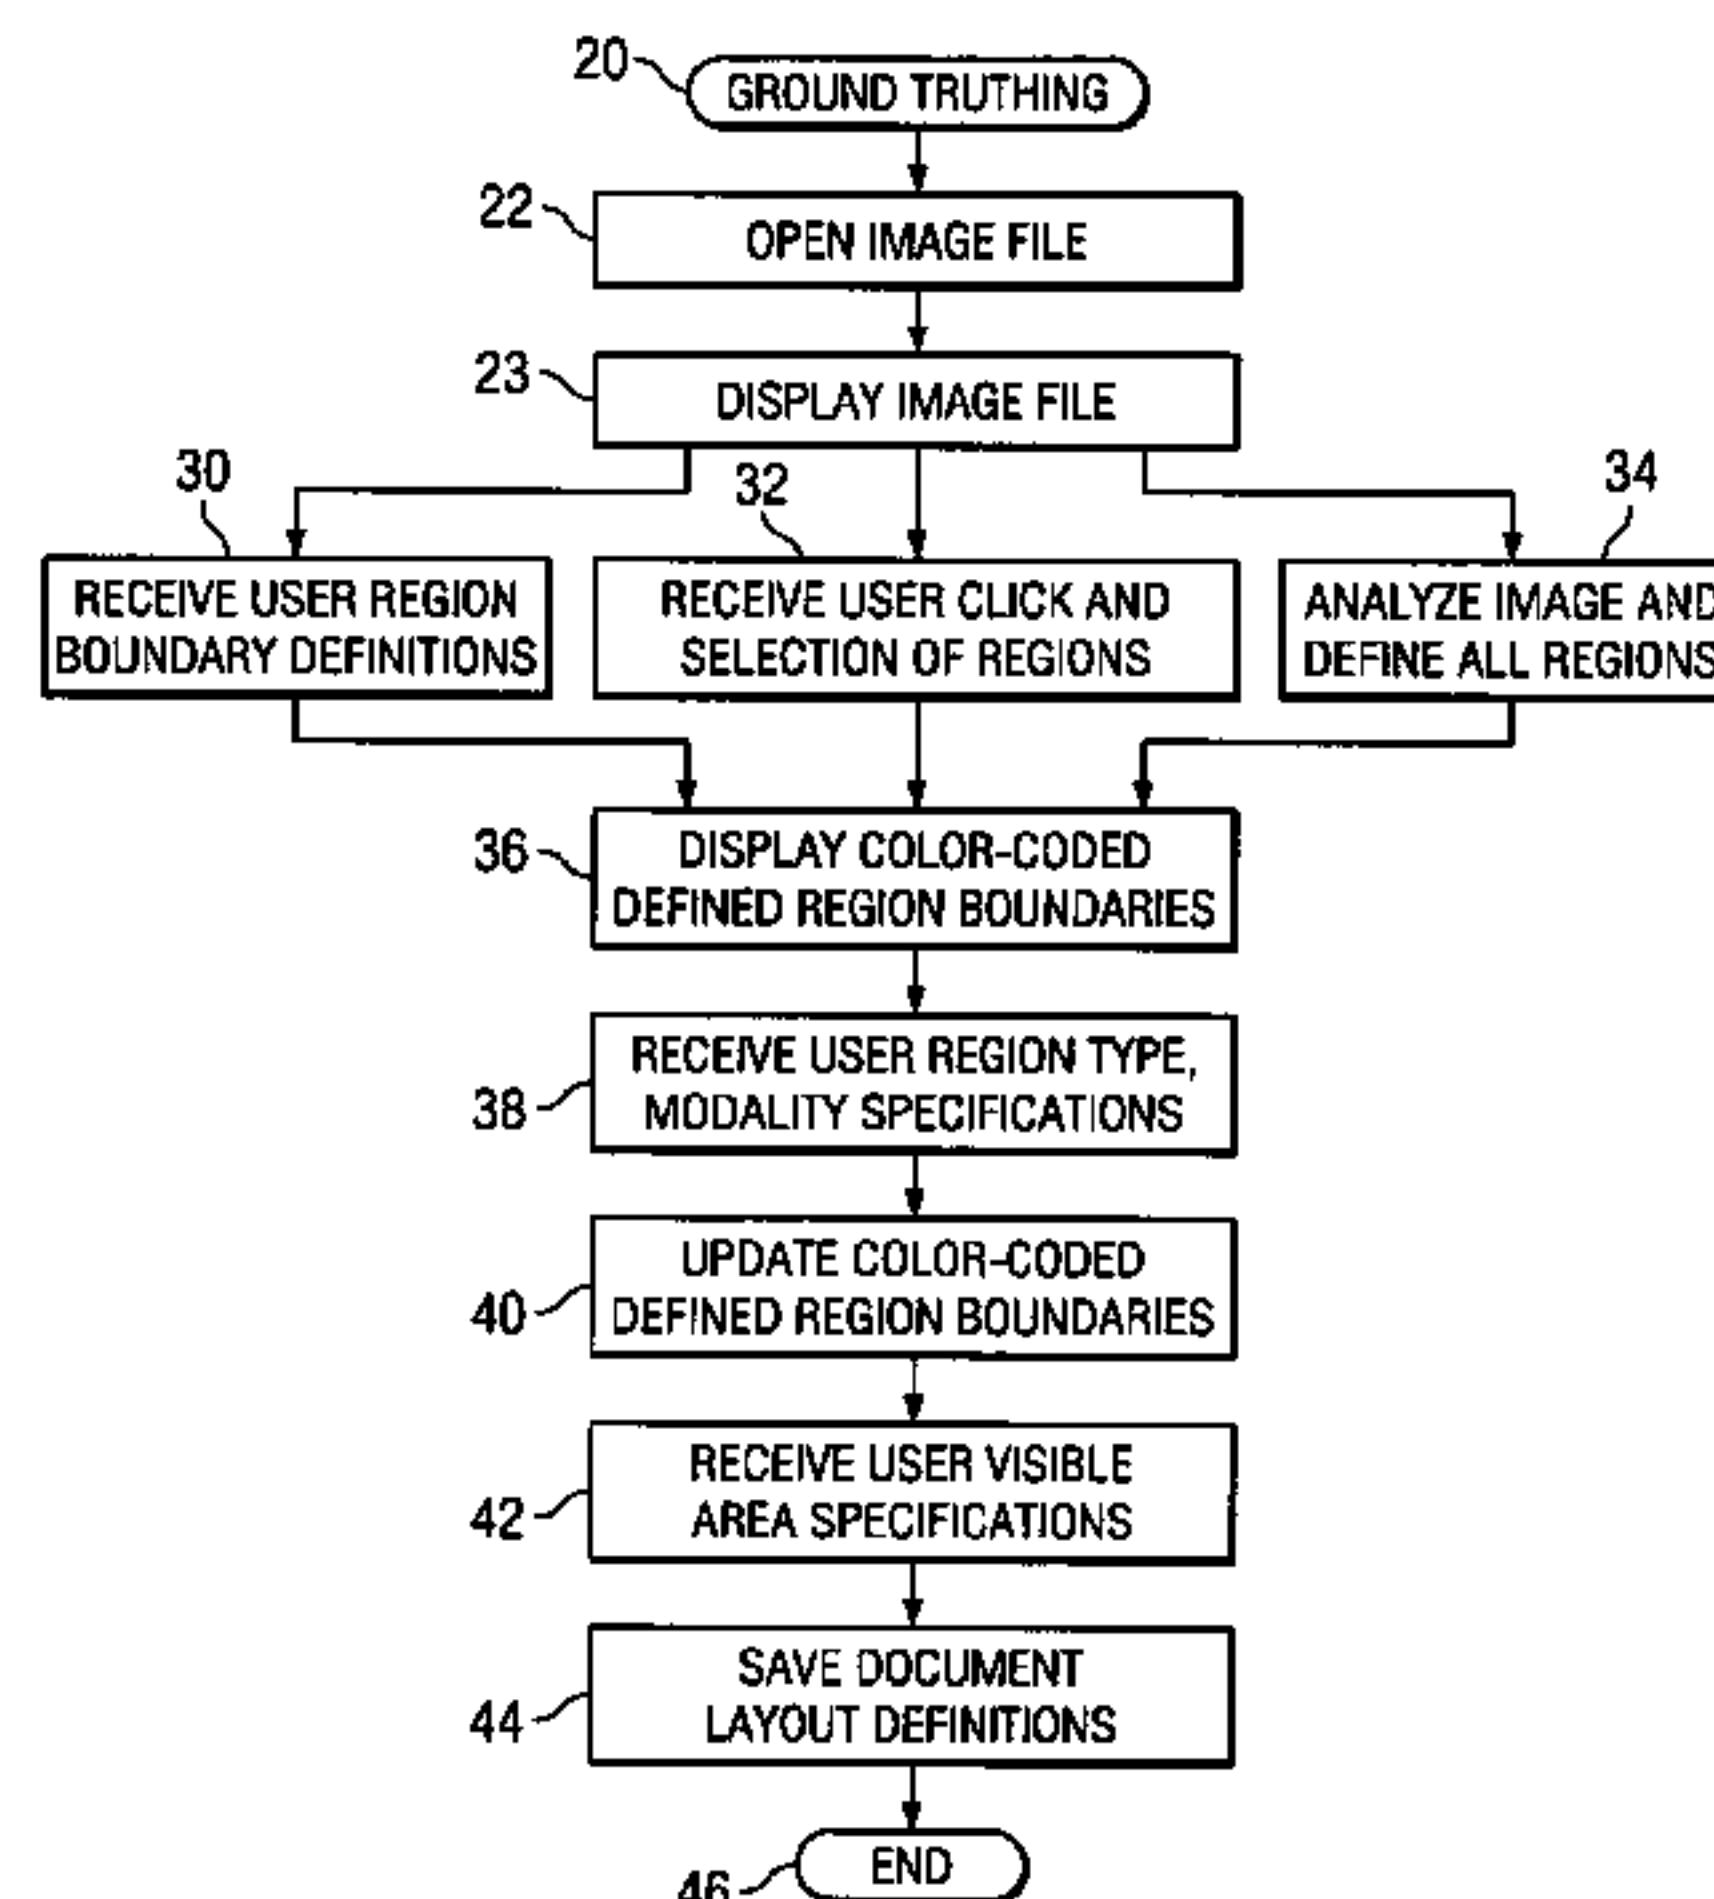 20
GROUND TRUTHING
22
OPEN IMAGE FILE
23
DISPLAY IMAGE FILE
30
32
34
RECEIVE USER REGION
BOUNDARY DEFINITIONS
RECEIVE USER CLICK AND
SELECTION OF REGIONS
ANALYZE IMAGE AND
DEFINE ALL REGIONS
36
DISPLAY COLOR-CODED
DEFINED REGION BOUNDARIES
38
RECEIVE USER REGION TYPE,
MODALITY SPECIFICATIONS
40
UPDATE COLOR-CODED
DEFINED REGION BOUNDARIES
42
RECEIVE USER VISIBLE
AREA SPECIFICATIONS
44
SAVE DOCUMENT
LAYOUT DEFINITIONS
46
END